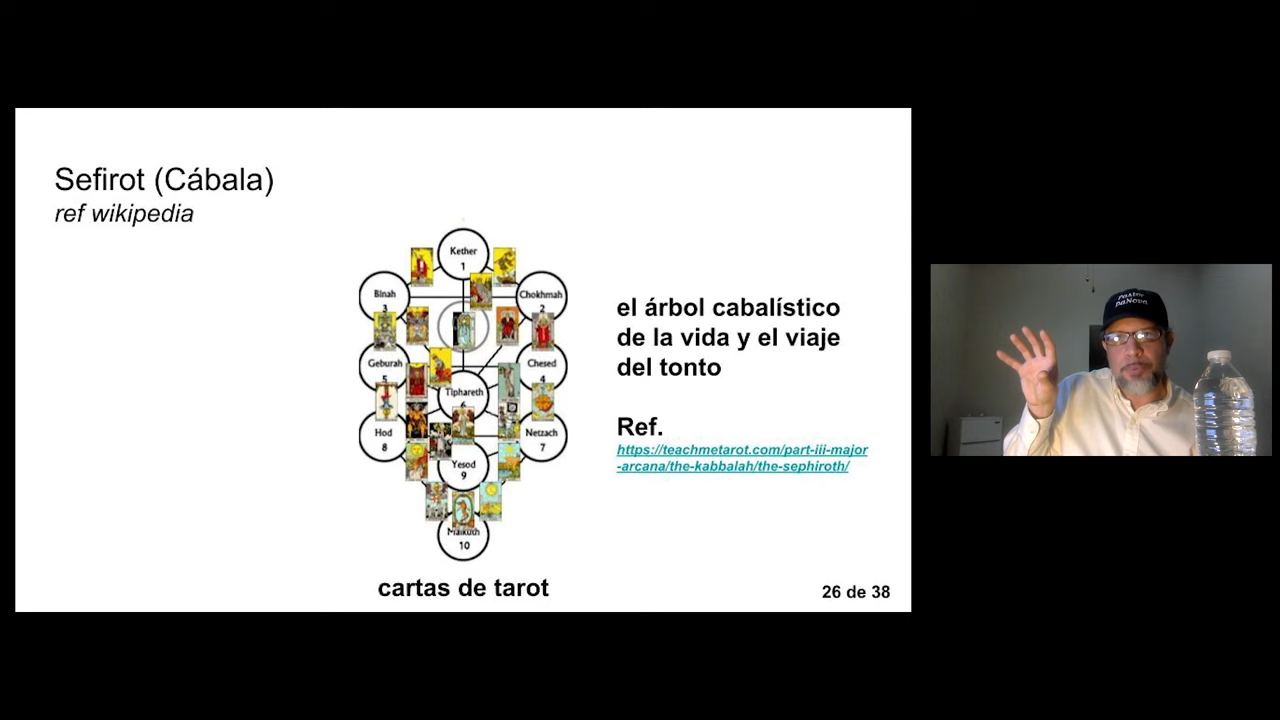 Sefirot (Cábala)
ref wikipedia
Kether
1
Binah
3
Chokhmah
2
Geburah
5
Chesed
4
Tiphareth
6
Hod
8
Netzach
7
Yesod
9
Malkuth
10
el árbol cabalístico
de la vida y el viaje
del tonto
Ref.
https://teachmetarot.com/part-iii-major
-arcana/the-kabbalah/the-sephiroth/
cartas de tarot
26 de 38
Pastor
DaNova